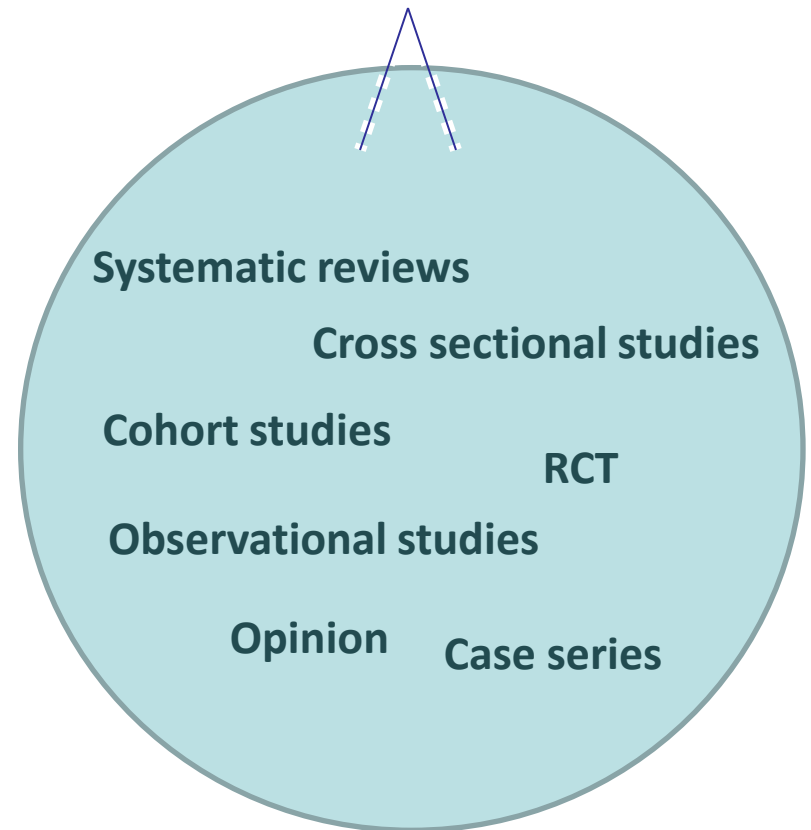 Systematic reviews
Cross sectional studies
Cohort studies
RCT
Observational studies
Opinion
Case series